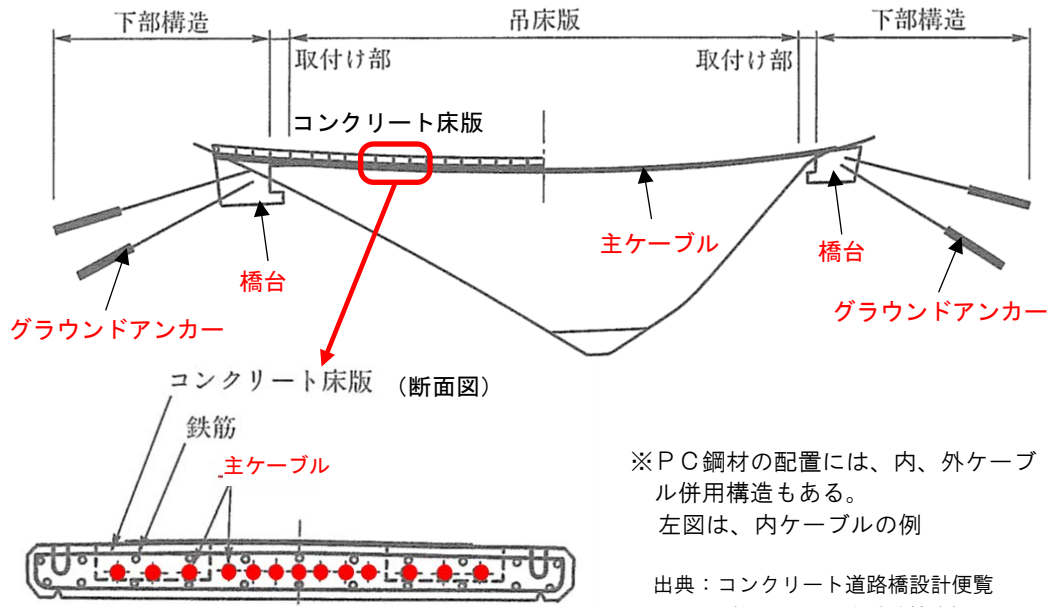 下部構造
吊床版
下部構造
取付け部
取付け部
コンクリート床版
主ケーブル
橋台
橋台
グラウンドアンカー
グラウンドアンカー
コンクリート床版 (断面図)
鉄筋
主ケーブル
※PC鋼材の配置には、内、外ケーブ
ル併用構造もある。
左図は、内ケーブルの例
出典:コンクリート道路橋設計便覧